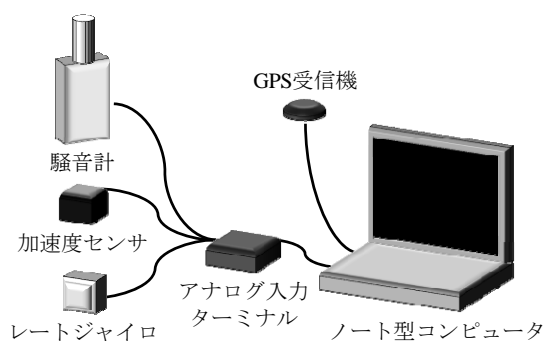 GPS受信機
騒音計
加速度センサ
アナログ入力
ターミナル
レートジャイロ
ノート型コンピュータ